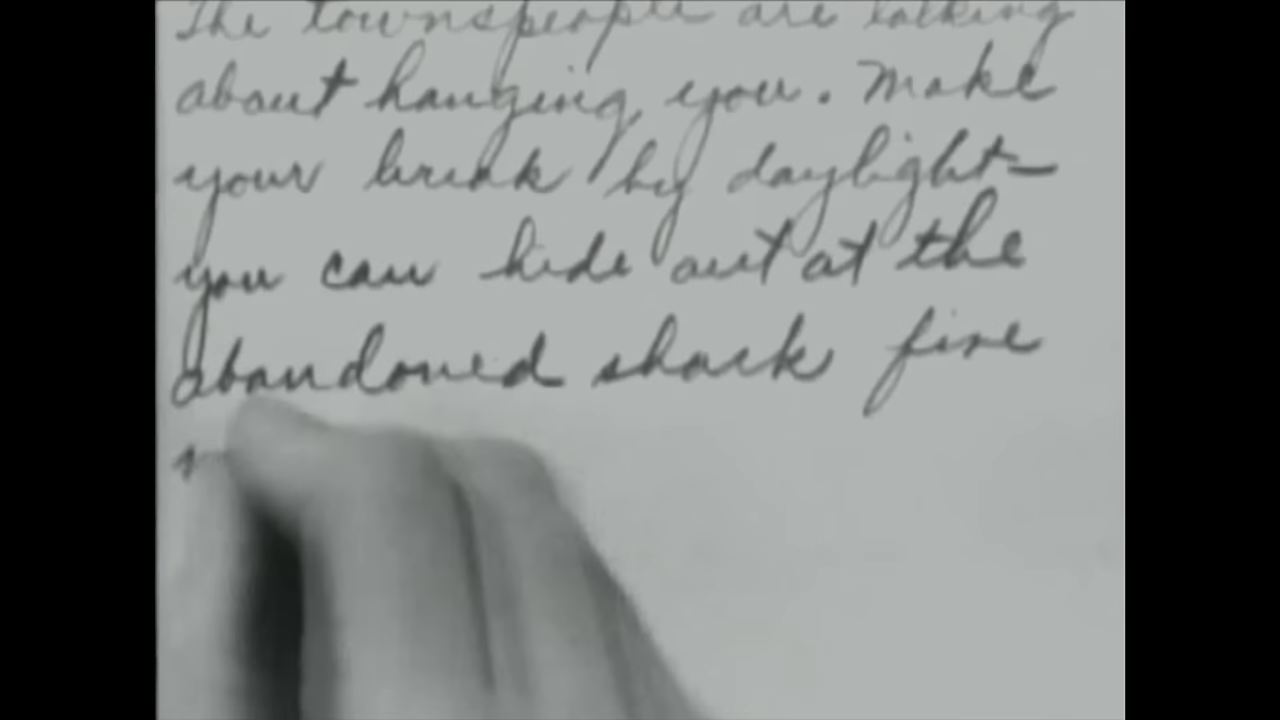 The townspeople are talking
about hanging you. Make
your break by daylight-
you can hide out at the
abandoned shack five